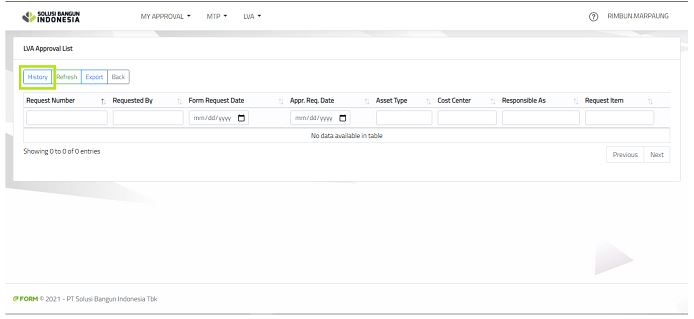 SOLUSI BANGUN
INDONESIA
MY APPROVAL
MTP
LVA
RIMBUN.MARPAUNG
LVA Approval List
History Refresh Export Back
Request Number Requested By Form Request Date Appr. Req. Date Asset Type Cost Center Responsible As Request Item
mm/dd/yyyy mm/dd/yyyy
No data available in table
Showing 0 to 0 of 0 entries
Previous Next
FORM © 2021 - PT Solusi Bangun Indonesia Tbk